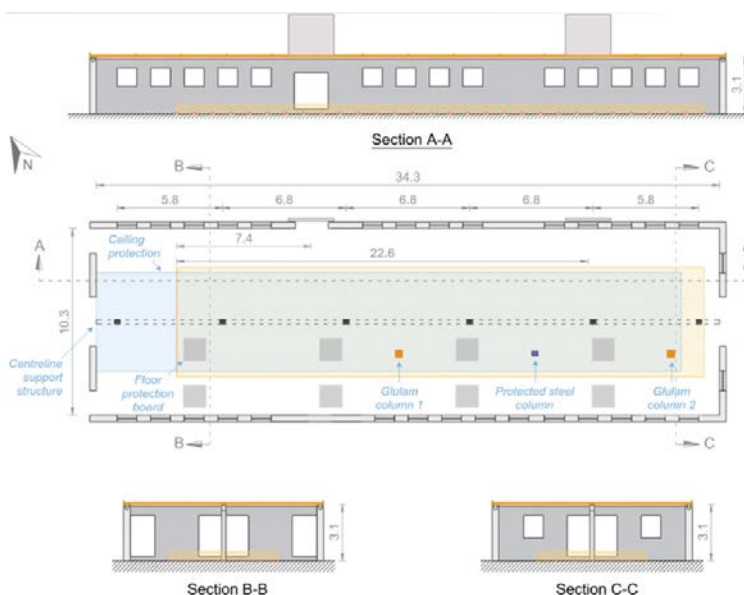 3.1
Section A-A
N
B
C
34.3
5.8
6.8
6.8
6.8
5.8
A
7.4
Ceiling
protection
22.6
10.3
Centreline
support
structure
Floor
protection
board
Glulam
column 1
Protected steel
column
Glulam
column 2
B
C
3.1
3.1
Section B-B
Section C-C